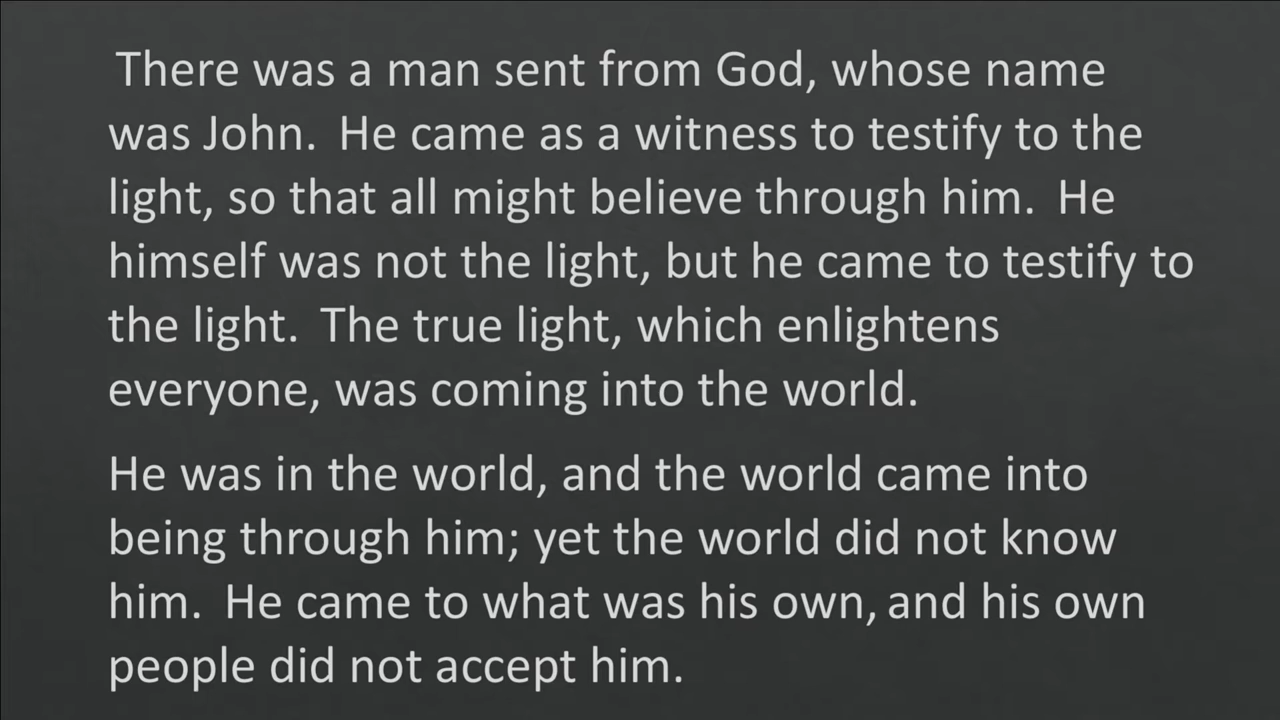 There was a man sent from God, whose name
was John.  He came as a witness to testify to the
light, so that all might believe through him.  He
himself was not the light, but he came to testify to
the light.  The true light, which enlightens
everyone, was coming into the world.
He was in the world, and the world came into
being through him; yet the world did not know
him.  He came to what was his own, and his own
people did not accept him.